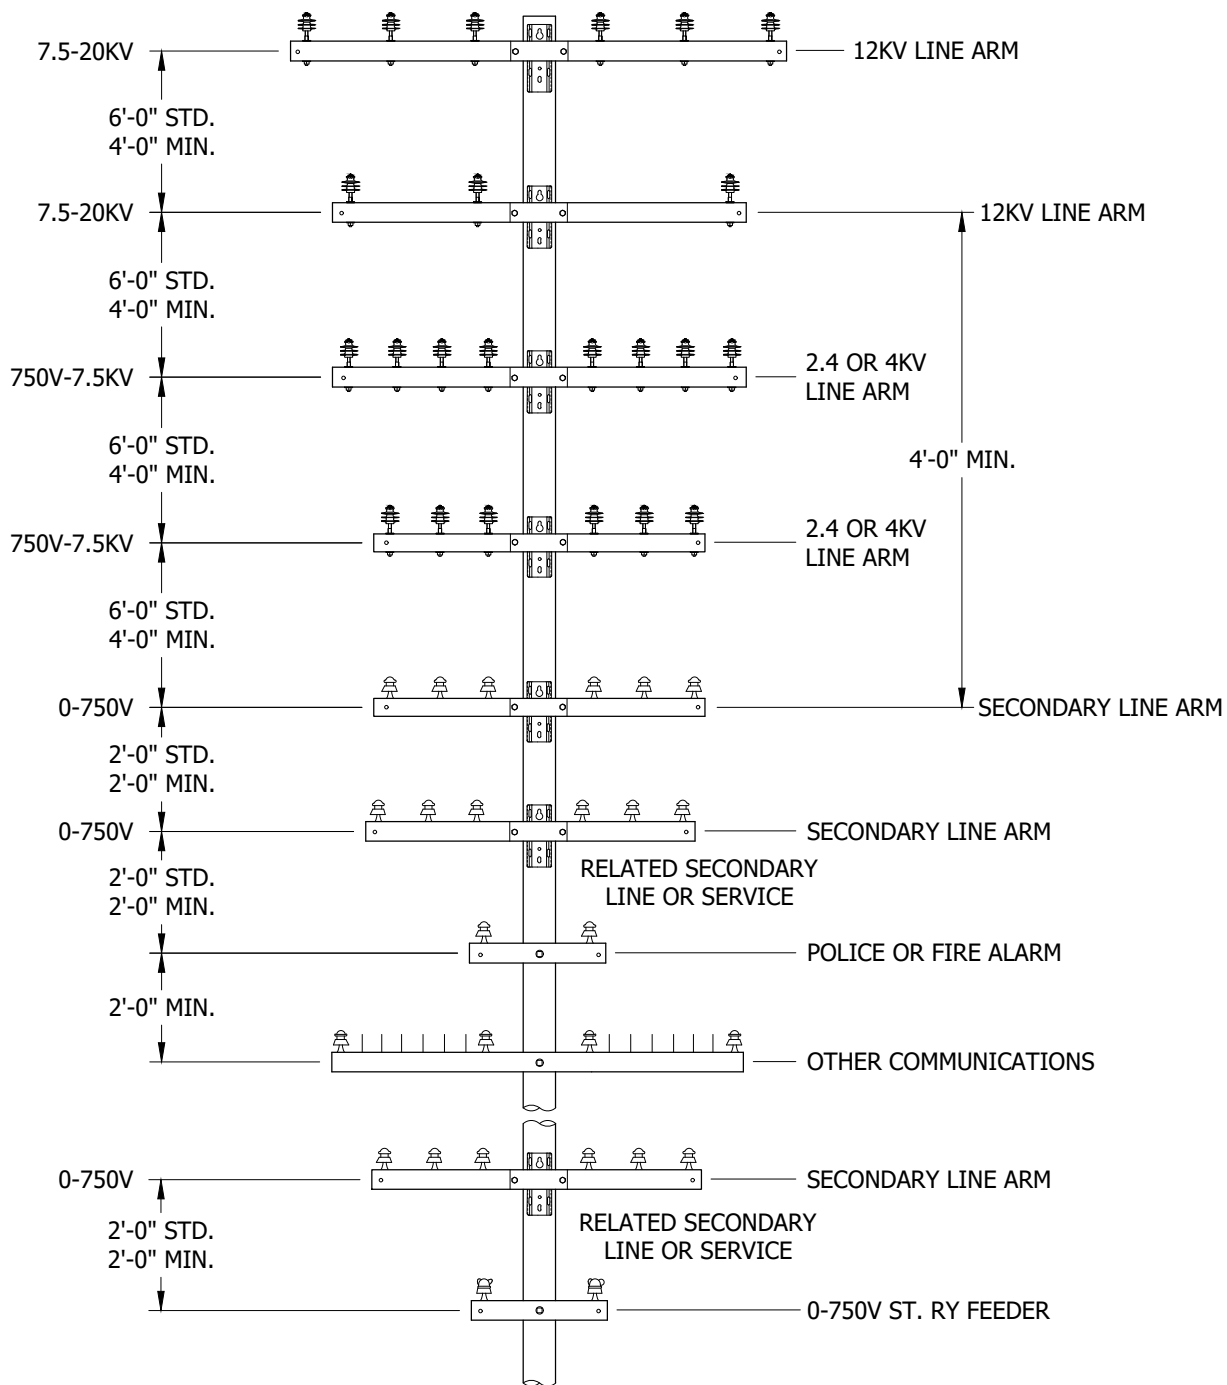 7.5-20KV
12KV LINE ARM
6'-0" STD.
4'-0" MIN.
7.5-20KV
12KV LINE ARM
6'-0" STD.
4'-0" MIN.
750V-7.5KV
2.4 OR 4KV
LINE ARM
6'-0" STD.
4'-0" MIN.
4'-0" MIN.
750V-7.5KV
2.4 OR 4KV
LINE ARM
6'-0" STD.
4'-0" MIN.
0-750V
SECONDARY LINE ARM
2'-0" STD.
2'-0" MIN.
0-750V
SECONDARY LINE ARM
RELATED SECONDARY
LINE OR SERVICE
2'-0" STD.
2'-0" MIN.
POLICE OR FIRE ALARM
2'-0" MIN.
OTHER COMMUNICATIONS
0-750V
SECONDARY LINE ARM
RELATED SECONDARY
LINE OR SERVICE
2'-0" STD.
2'-0" MIN.
0-750V ST. RY FEEDER